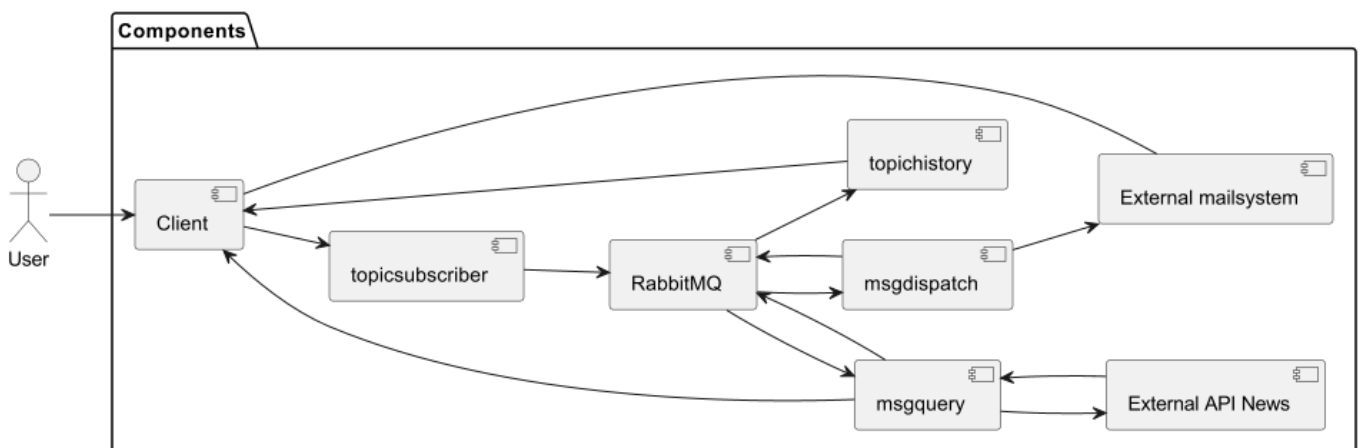 Components
topichistory
External mailsystem
Client
User
topicsubscriber
RabbitMQ
msgdispatch
msgquery
External API News